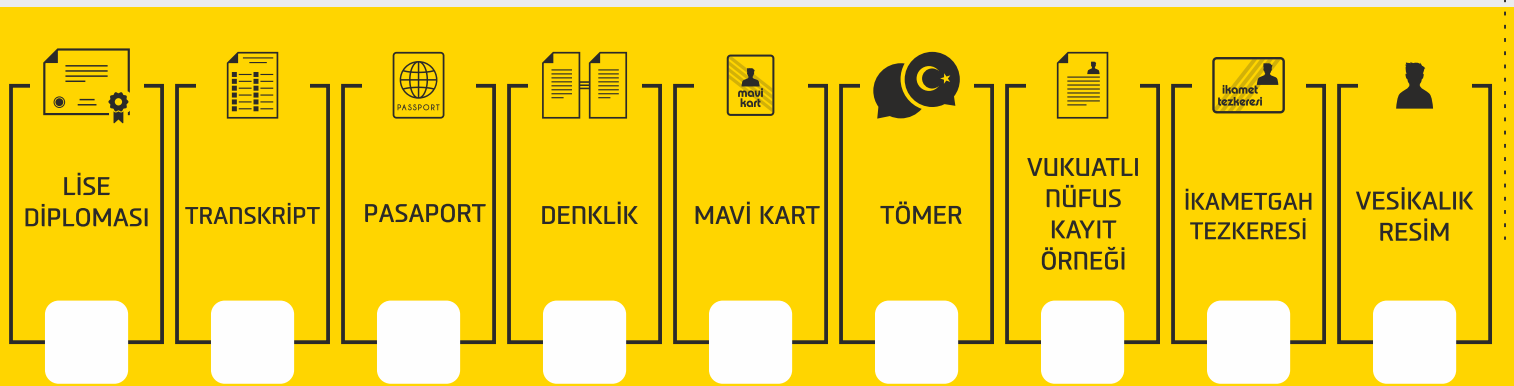 LİSE
DİPLOMASI
TRANSKRİPT
PASSPORT
PASAPORT
DENKLİK
mavi
kart
MAVİ KART
TÖMER
VUKUATLI
NÜFUS
KAYIT
ÖRNEĞİ
ikamet
tezkeresi
İKAMETGAH
TEZKERESİ
VESİKALIK
RESİM